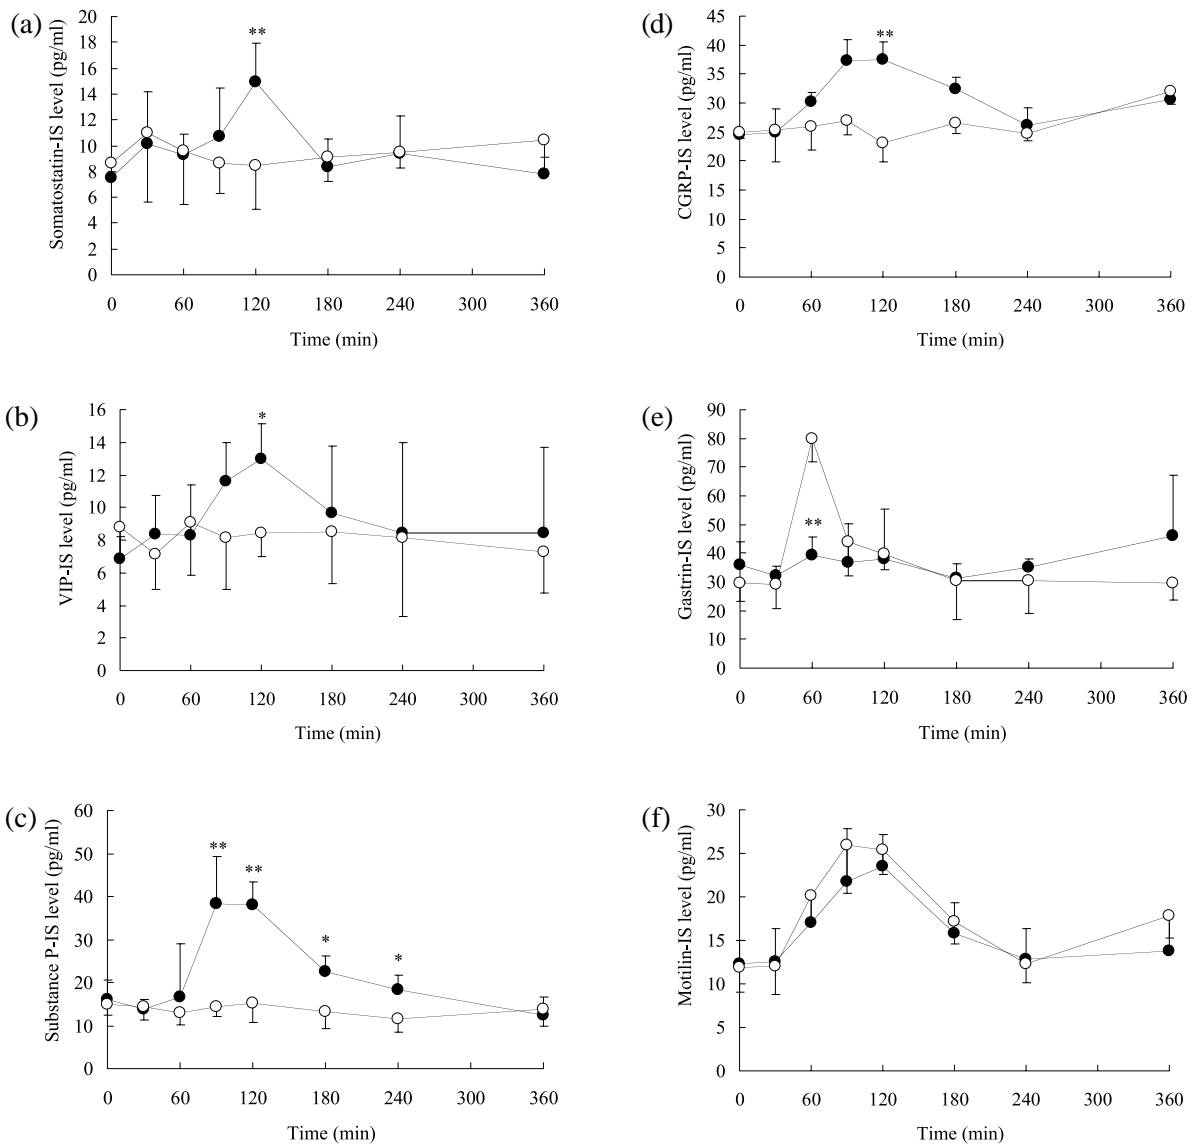 (a)
Somatostatin-IS level (pg/ml)
20
18
16
14
12
10
8
6
4
2
0
**
0 60 120 180 240 300 360
Time (min)
(d)
CGRP-IS level (pg/ml)
45
40
35
30
25
20
15
10
5
0
**
0 60 120 180 240 300 360
Time (min)
(b)
VIP-IS level (pg/ml)
16
14
12
10
8
6
4
2
0
*
0 60 120 180 240 300 360
Time (min)
(e)
Gastrin-IS level (pg/ml)
90
80
70
60
50
40
30
20
10
0
**
0 60 120 180 240 300 360
Time (min)
(c)
Substance P-IS level (pg/ml)
60
50
40
30
20
10
0
** **
* *
0 60 120 180 240 300 360
Time (min)
(f)
Motilin-IS level (pg/ml)
30
25
20
15
10
5
0
0 60 120 180 240 300 360
Time (min)